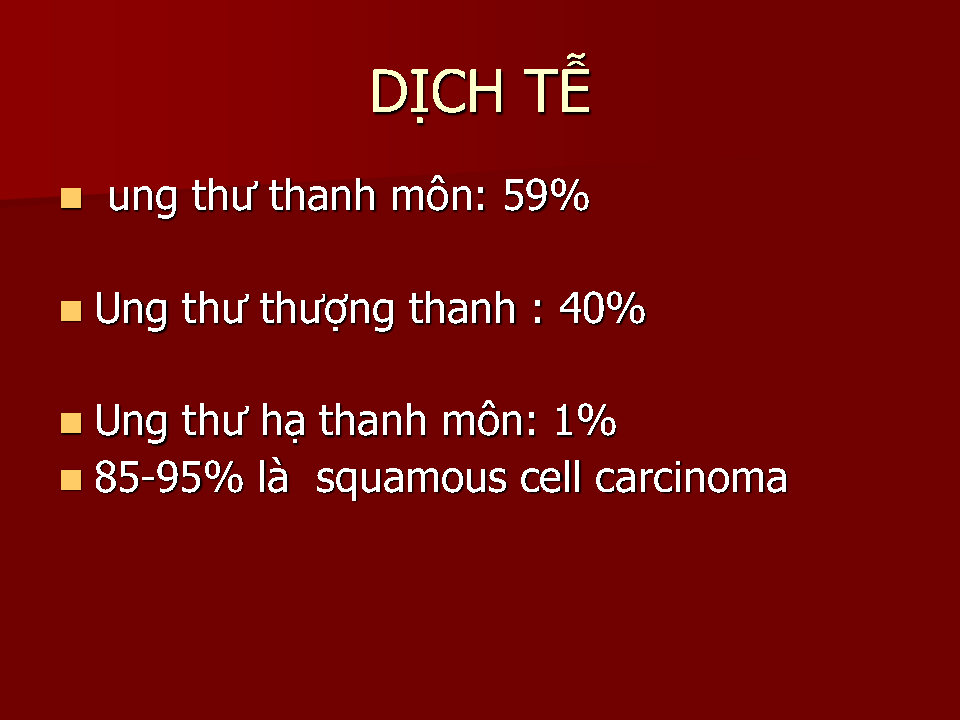 DỊCH TỄ
ung thư thanh môn: 59%
Ung thư thượng thanh : 40%
Ung thư hạ thanh môn: 1%
85-95% là  squamous cell carcinoma